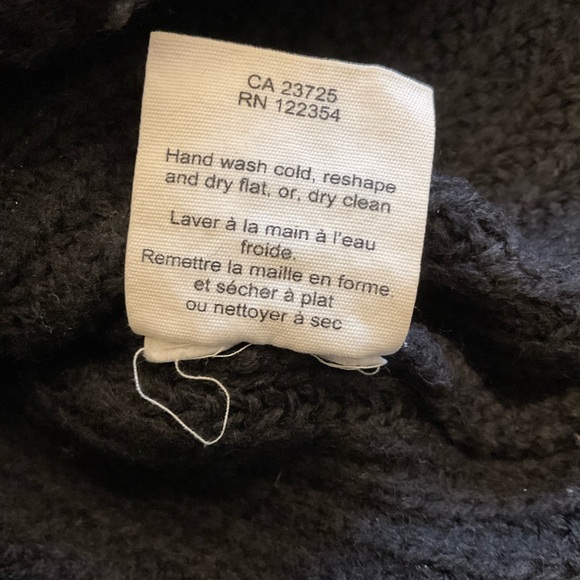 CA 23725
RN 122354
Hand wash cold, reshape
and dry flat, or, dry clean
Laver à la main à l'eau
froide.
Remettre la maille en forme
et sécher à plat
ou nettoyer à sec